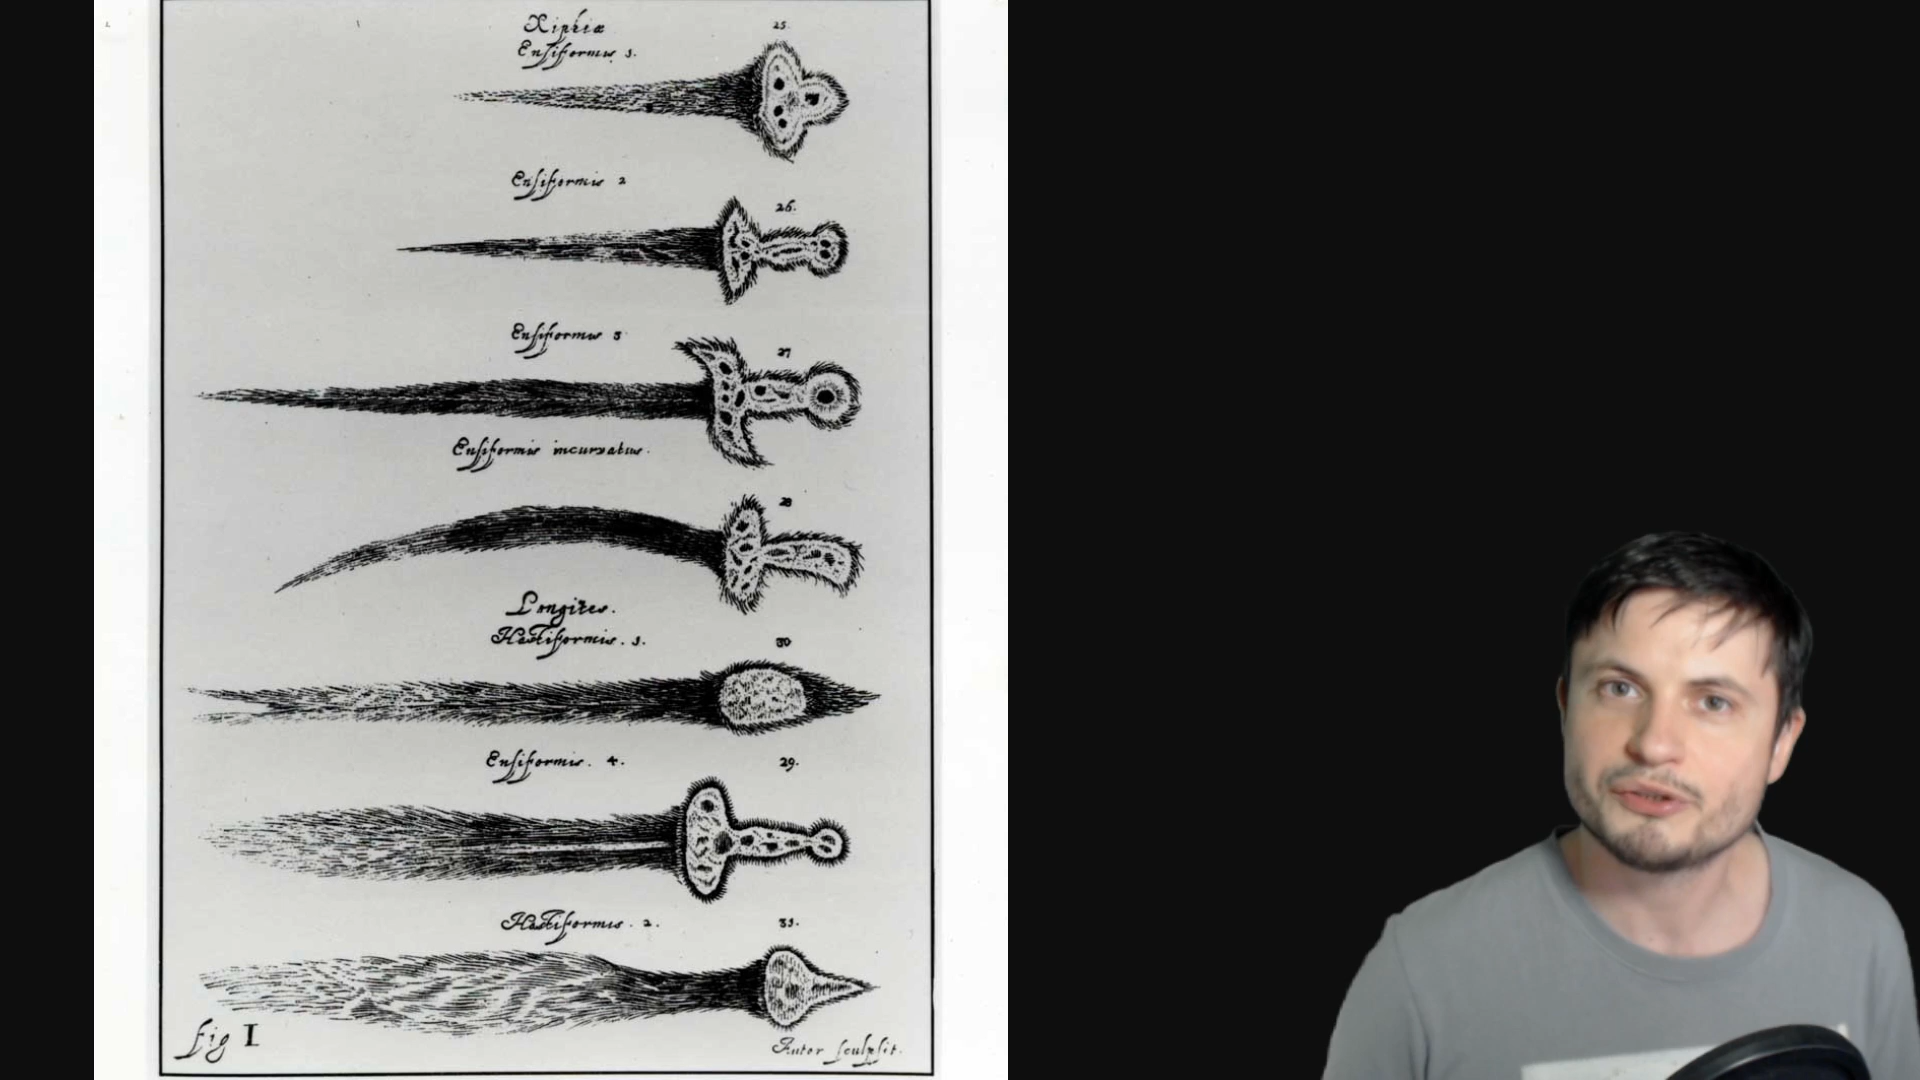 Xiphiæ
25.
Ensiformis 1.
Ensiformis 2
26.
Ensiformis 3
27
Ensiformis incurvatus.
28
Longites.
Hastiformis. 1.
30
Ensiformis. 4.
29.
Hastiformis. 2.
31.
fig I
Autor sculpsit.